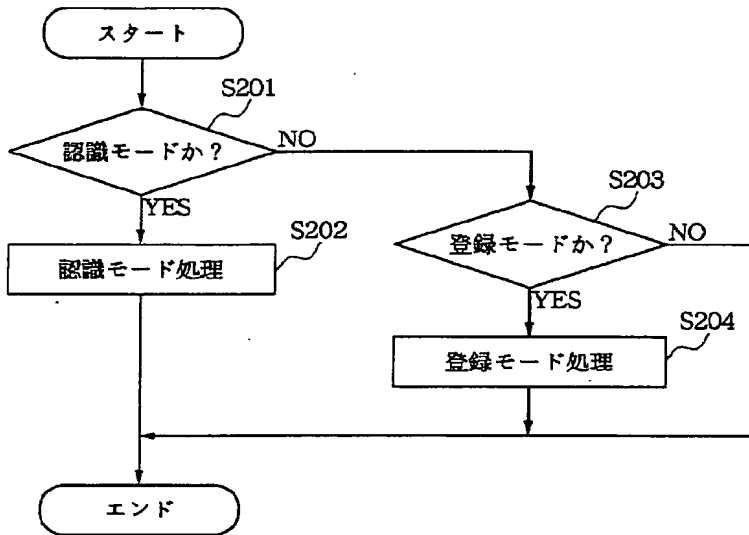 スタート
S201
認識モードか?
NO
YES
S202
認識モード処理
S203
登録モードか?
NO
YES
S204
登録モード処理
エンド